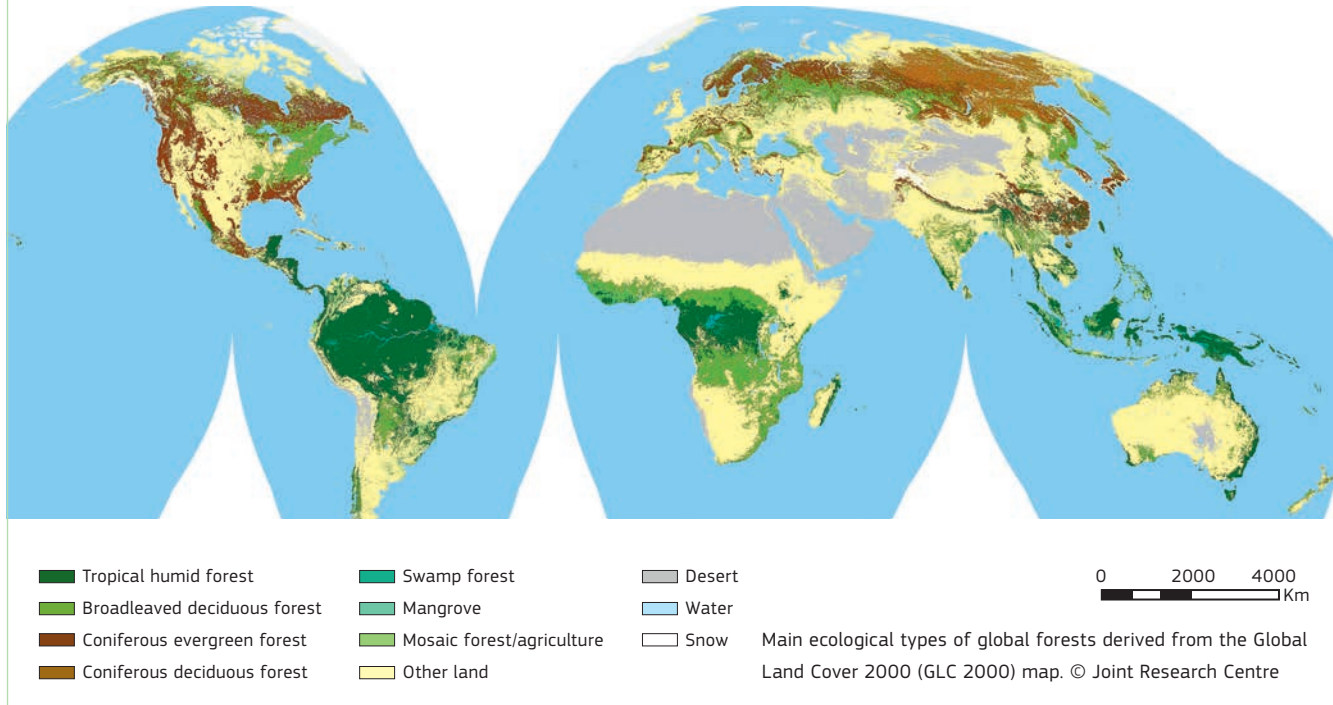 Tropical humid forest
Broadleaved deciduous forest
Coniferous evergreen forest
Coniferous deciduous forest
Swamp forest
Mangrove
Mosaic forest/agriculture
Other land
Desert
Water
Snow
0 2000 4000
Km
Main ecological types of global forests derived from the Global
Land Cover 2000 (GLC 2000) map. © Joint Research Centre